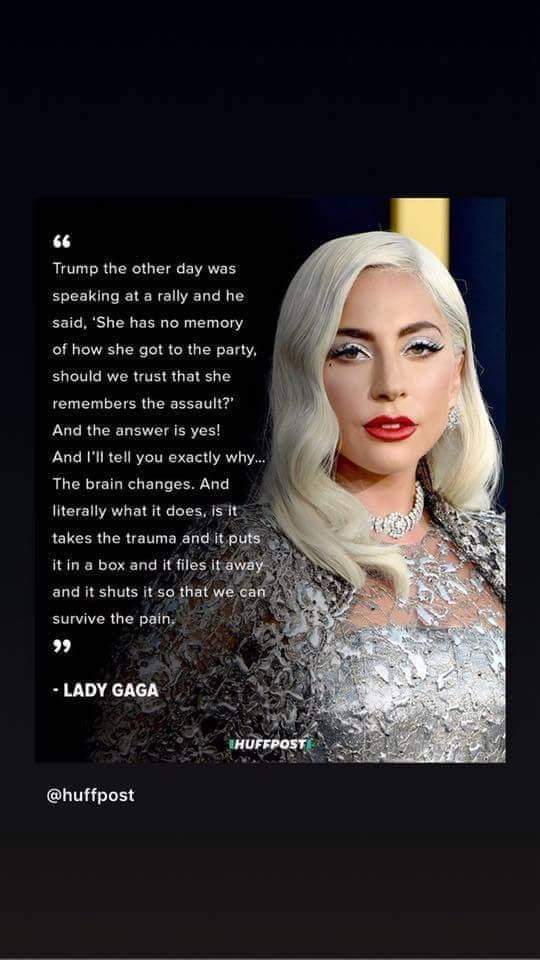 “
Trump the other day was
speaking at a rally and he
said, ‘She has no memory
of how she got to the party,
should we trust that she
remembers the assault?’
And the answer is yes!
And I’ll tell you exactly why...
The brain changes. And
literally what it does, is it
takes the trauma and it puts
it in a box and it files it away
and it shuts it so that we can
survive the pain.
”
- LADY GAGA
HUFFPOST
@huffpost